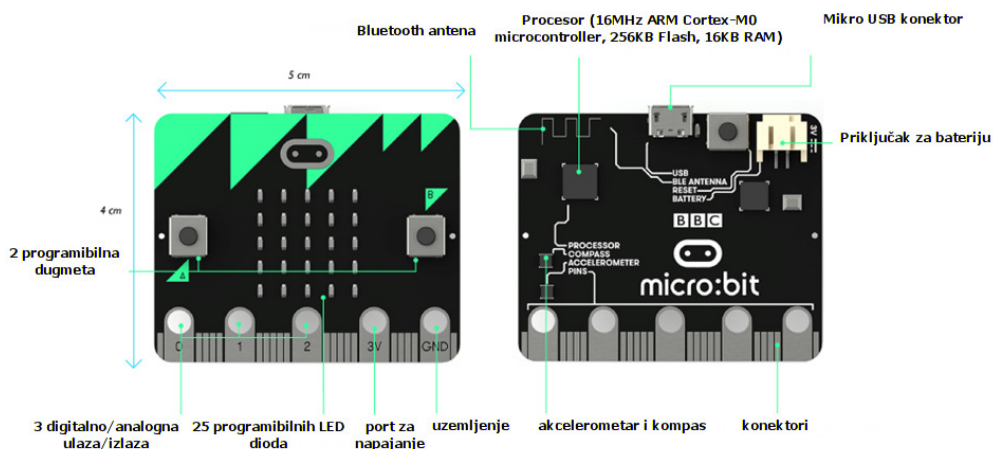 Bluetooth antena
Procesor (16MHz ARM Cortex-M0
microcontroller, 256KB Flash, 16KB RAM)
Mikro USB konektor
5 cm
4 cm
Priključak za bateriju
3V
USB
BLE ANTENNA
RESET
BATTERY
BBC
B
2 programibilna
dugmeta
A
PROCESSOR
COMPASS
ACCELEROMETER
PINS
micro:bit
0
1
2
3V
GND
3 digitalno/analogna
ulaza/izlaza
25 programibilnih LED
dioda
port za
napajanje
uzemljenje
akcelerometar i kompas
konektori